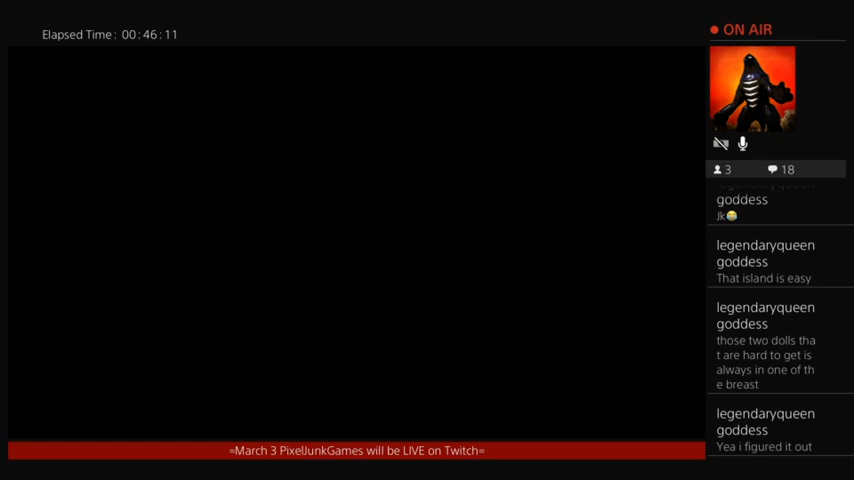 Elapsed Time: 00:46:11
ON AIR
3
18
goddess
Jk😂
legendaryqueen
goddess
That island is easy
legendaryqueen
goddess
those two dolls tha
t are hard to get is
always in one of th
e breast
legendaryqueen
goddess
Yea i figured it out
=March 3 PixelJunkGames will be LIVE on Twitch=